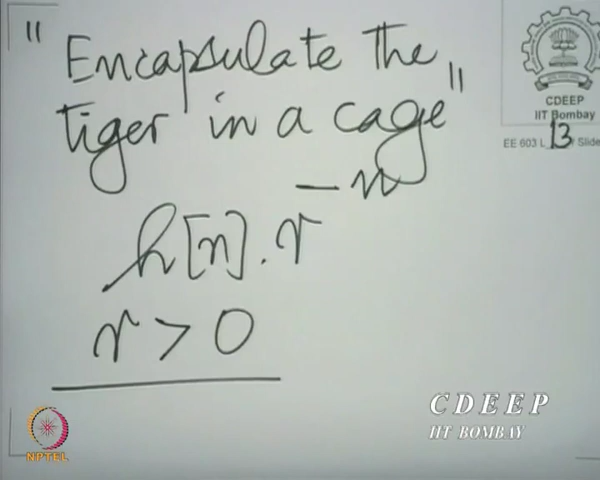 "Encapsulate the
tiger in a cage"
h[n].r^-n
r > 0
CDEEP
IIT Bombay
EE 603 L 13 / Slide
NPTEL
CDEEP
IIT BOMBAY